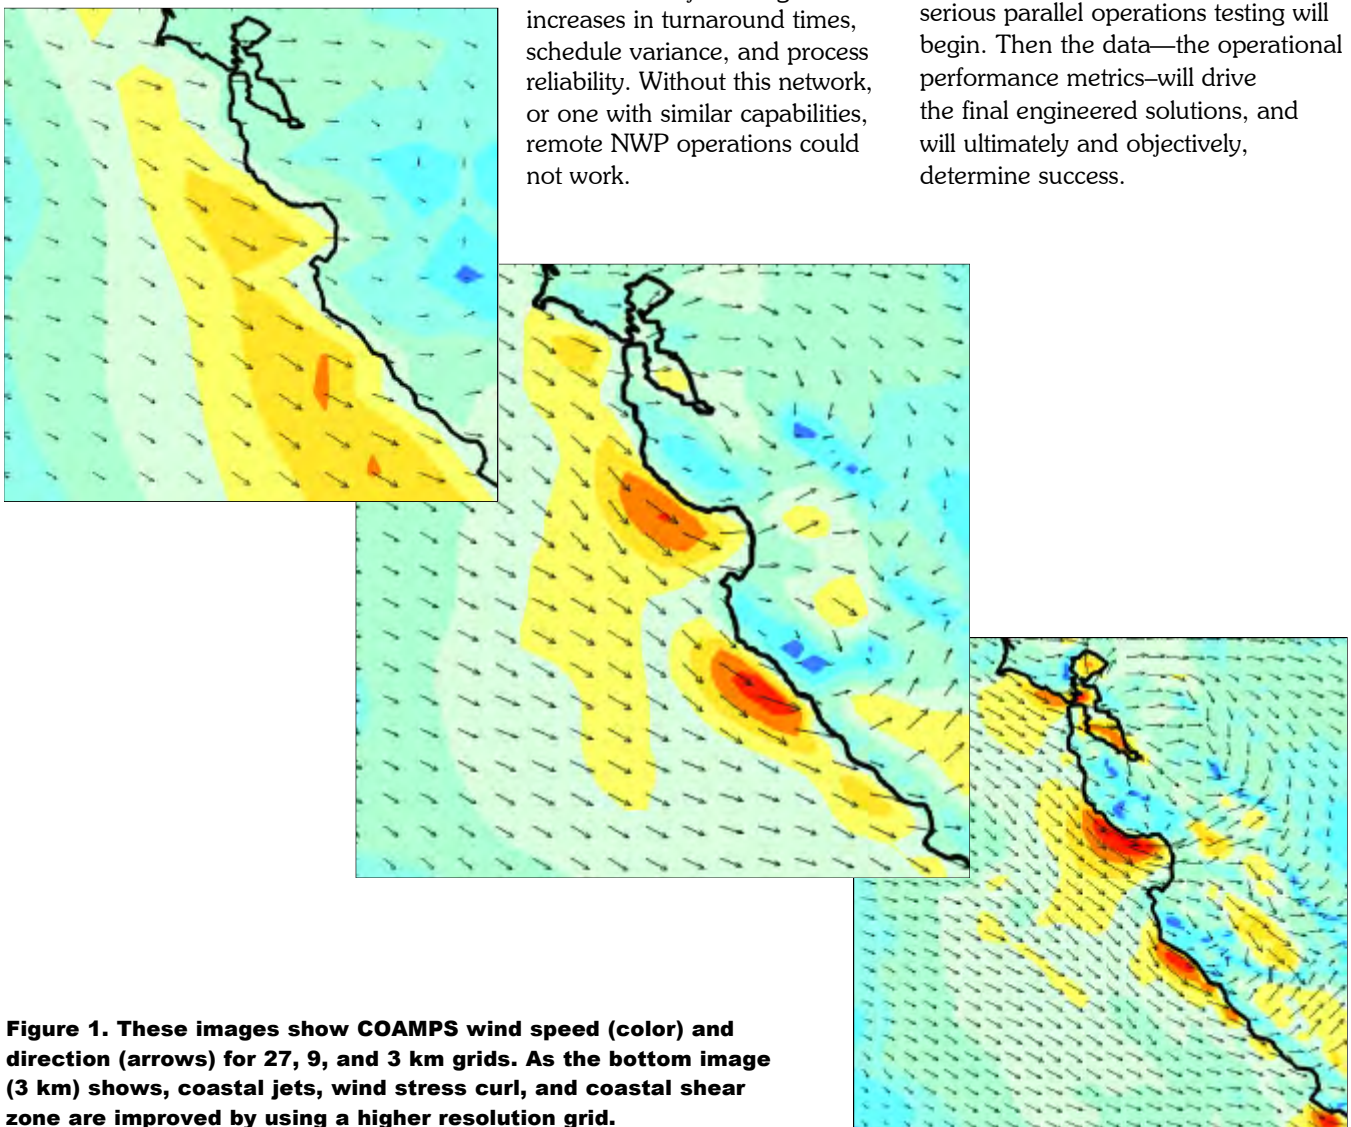 increases in turnaround times,
schedule variance, and process
reliability. Without this network,
or one with similar capabilities,
remote NWP operations could
not work.
serious parallel operations testing will
begin. Then the data—the operational
performance metrics–will drive
the final engineered solutions, and
will ultimately and objectively,
determine success.
Figure 1. These images show COAMPS wind speed (color) and
direction (arrows) for 27, 9, and 3 km grids. As the bottom image
(3 km) shows, coastal jets, wind stress curl, and coastal shear
zone are improved by using a higher resolution grid.